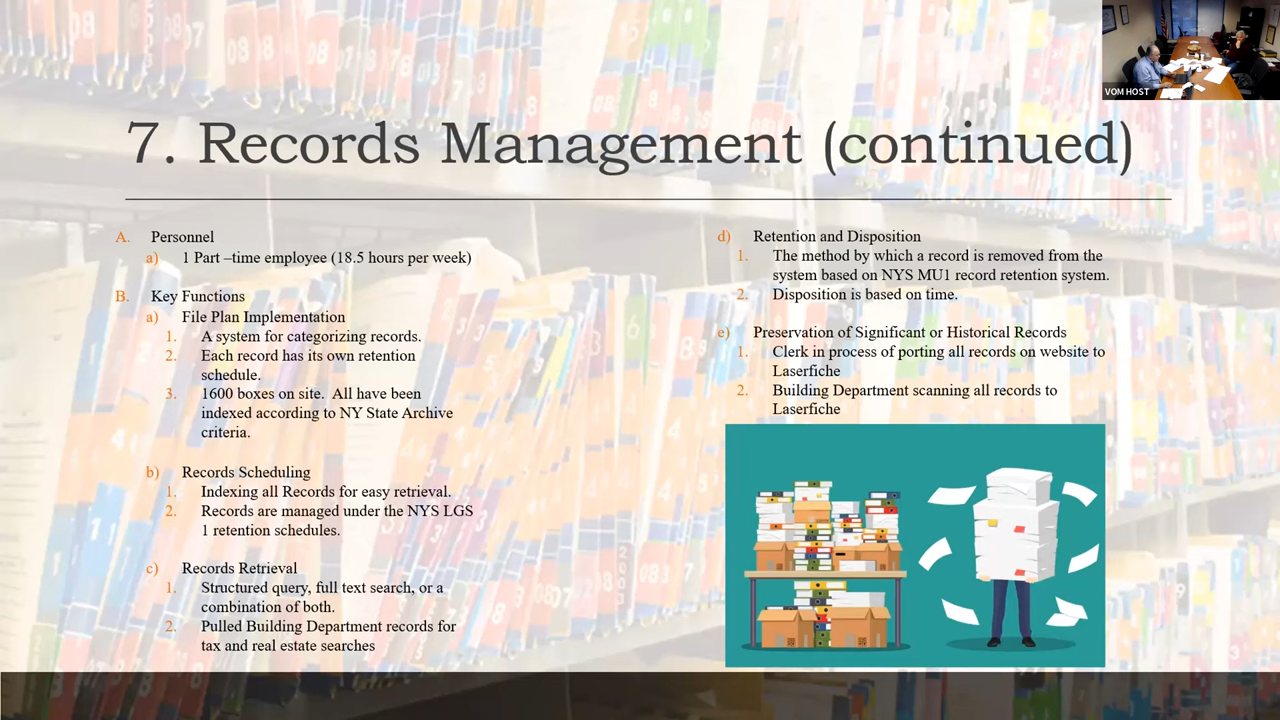 VOM HOST
7. Records Management (continued)
A. Personnel
a) 1 Part –time employee (18.5 hours per week)
B. Key Functions
a) File Plan Implementation
1. A system for categorizing records.
2. Each record has its own retention
schedule.
3. 1600 boxes on site. All have been
indexed according to NY State Archive
criteria.
b) Records Scheduling
1. Indexing all Records for easy retrieval.
2. Records are managed under the NYS LGS
1 retention schedules.
c) Records Retrieval
1. Structured query, full text search, or a
combination of both.
2. Pulled Building Department records for
tax and real estate searches
d) Retention and Disposition
1. The method by which a record is removed from the
system based on NYS MU1 record retention system.
2. Disposition is based on time.
e) Preservation of Significant or Historical Records
1. Clerk in process of porting all records on website to
Laserfiche
2. Building Department scanning all records to
Laserfiche